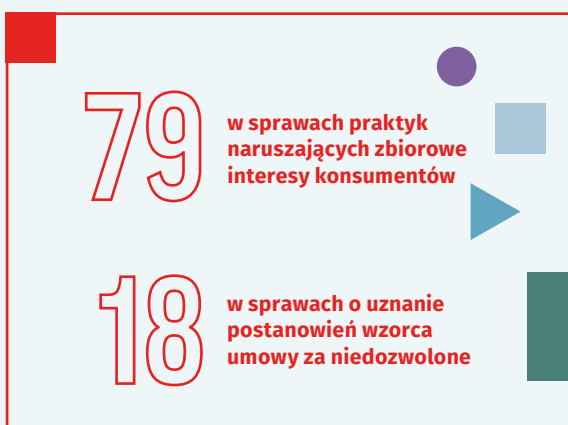 79
w sprawach praktyk
naruszających zbiorowe
interesy konsumentów
18
w sprawach o uznanie
postanowień wzorca
umowy za niedozwolone